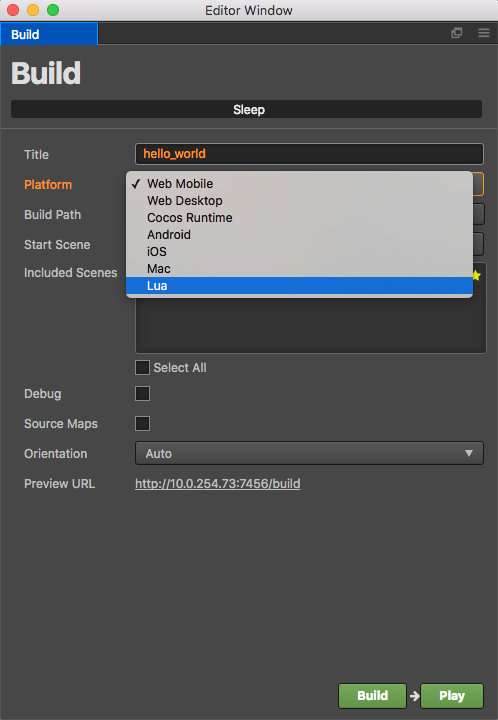 Editor Window
Build
Build
Sleep
Title hello_world
Platform
Web Mobile
Web Desktop
Build Path
Cocos Runtime
Android
Start Scene
iOS
Included Scenes
Mac
Lua
Select All
Debug
Source Maps
Orientation Auto
Preview URL http://10.0.254.73:7456/build
Build Play